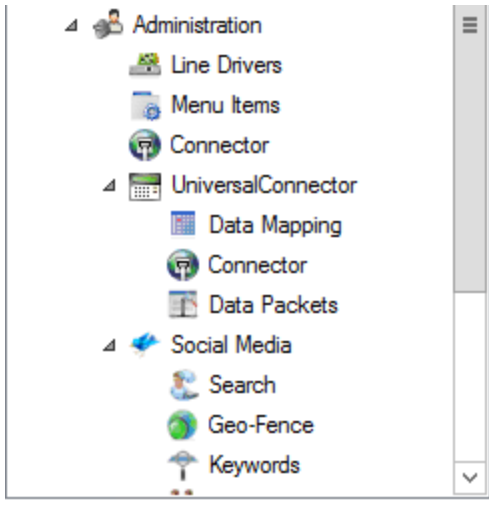 Administration
Line Drivers
Menu Items
Connector
UniversalConnector
Data Mapping
Connector
Data Packets
Social Media
Search
Geo-Fence
Keywords